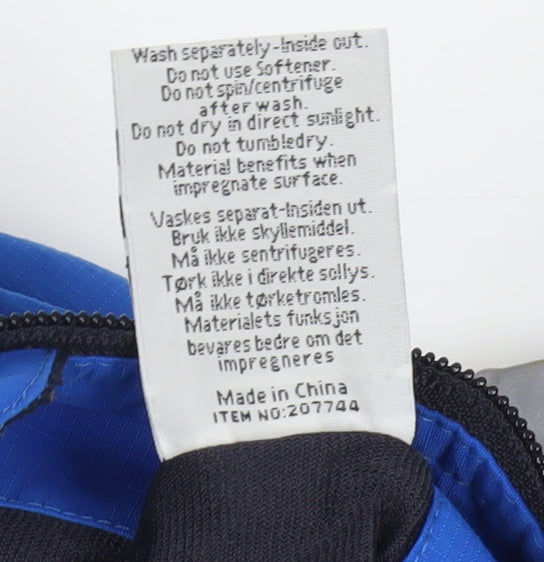 Wash separately-Inside out.
Do not use Softener.
Do not spin/centrifuge
after wash.
Do not dry in direct sunlight.
Do not tumbledry.
Material benefits when
impregnate surface.
Vaskes separat-Insiden ut.
Bruk ikke skyllemiddel.
Må ikke sentrifugeres.
Tørk ikke i direkte sollys.
Må ikke tørketromles.
Materialets funksjon
bevares bedre om det
impregneres
Made in China
ITEM NO:207744